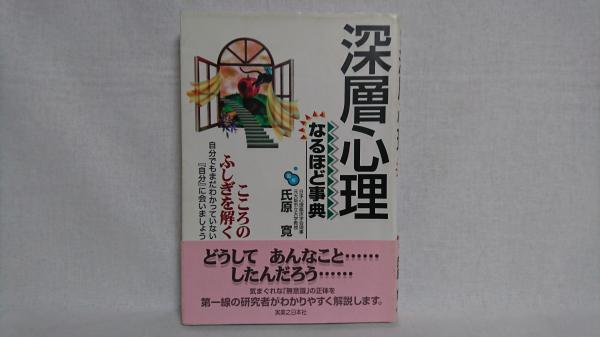 深層心理
なるほど事典
氏原 寛
こころの
ふしぎを解く
自分でもまだわかっていない
『自分』に会いましょう
どうして あんなこと……
したんだろう……
気まぐれな「無意識」の正体を
第一線の研究者がわかりやすく解説します。
実業之日本社